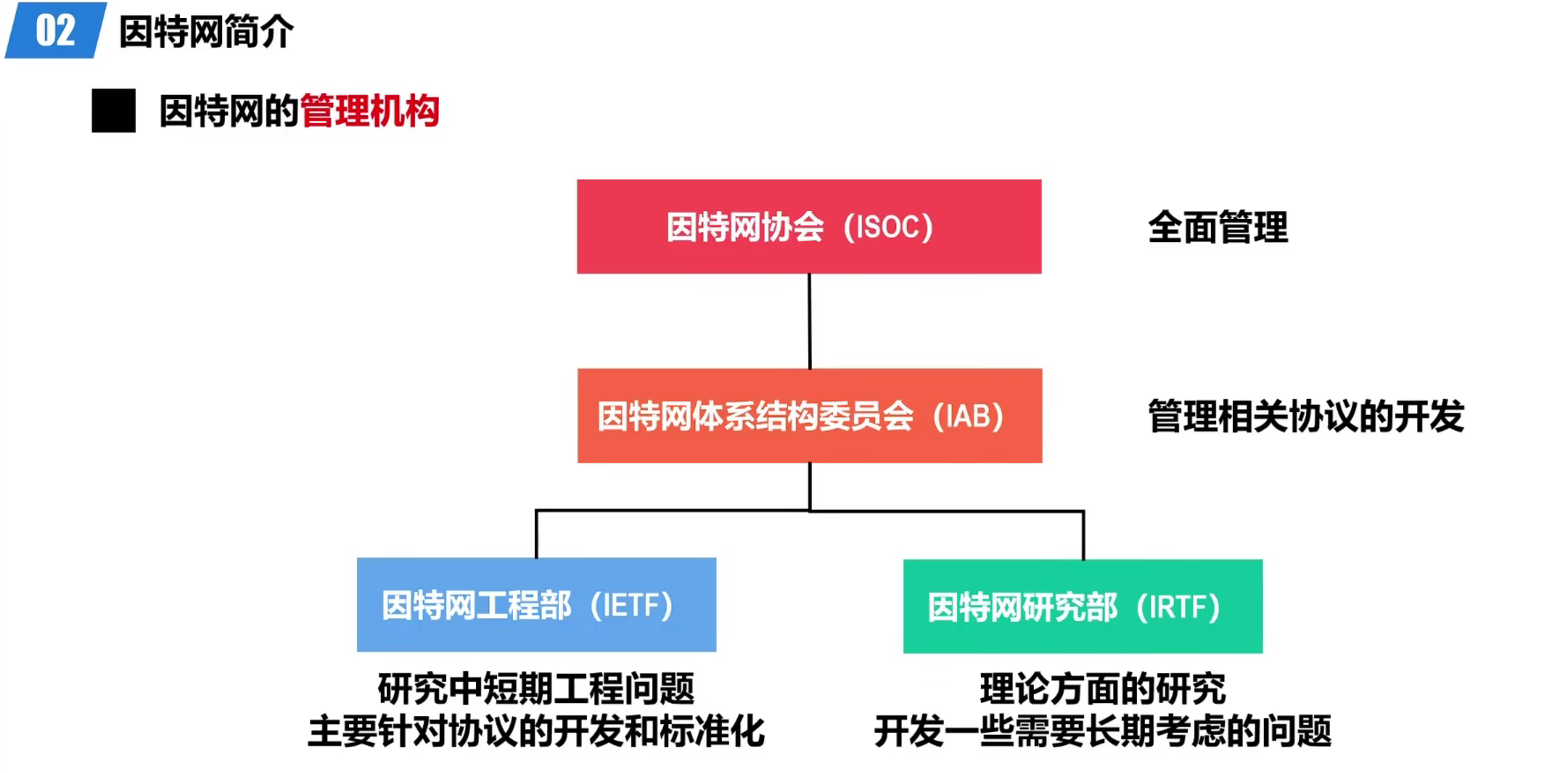 02 因特网简介
因特网的管理机构
因特网协会（ISOC）
全面管理
因特网体系结构委员会（IAB）
管理相关协议的开发
因特网工程部（IETF）
因特网研究部（IRTF）
研究中短期工程问题
主要针对协议的开发和标准化
理论方面的研究
开发一些需要长期考虑的问题